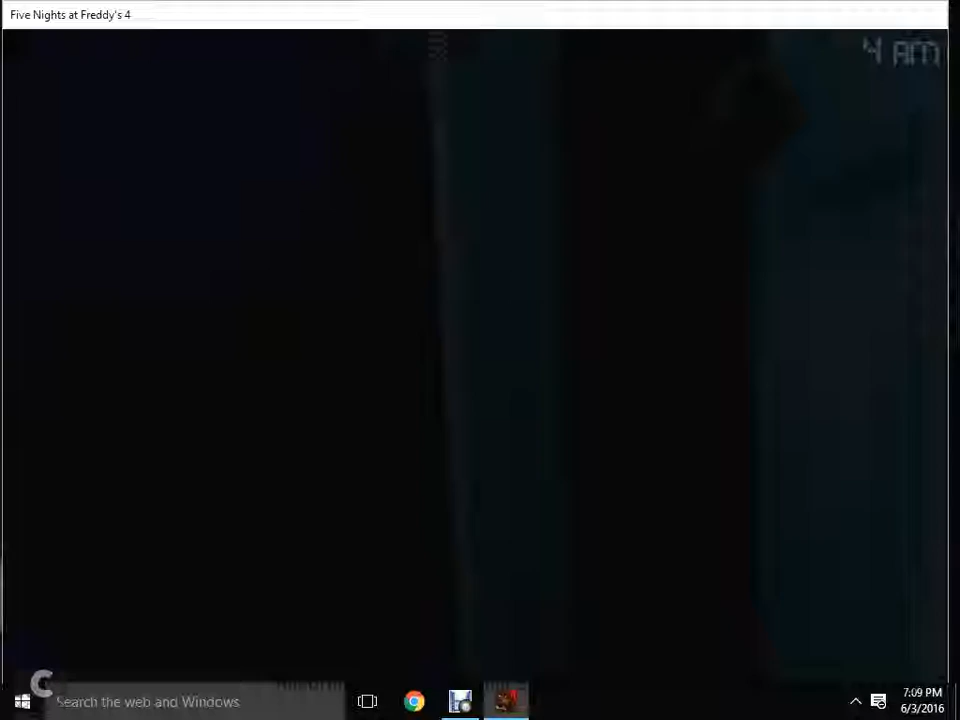 Five Nights at Freddy's 4
4 AM
Search the web and Windows
7:09 PM
6/3/2016